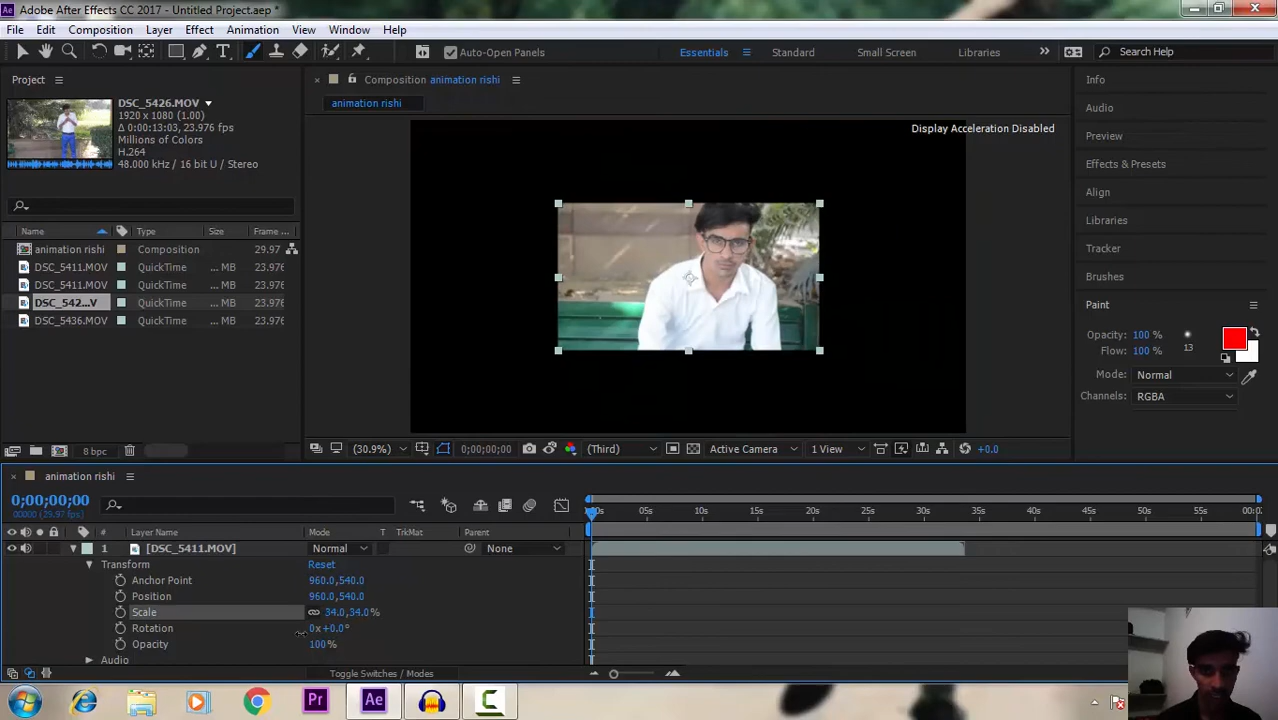 Ae Adobe After Effects CC 2017 - Untitled Project.aep *
File Edit Composition Layer Effect Animation View Window Help
Auto-Open Panels Essentials Standard Small Screen Libraries Search Help
Project
DSC_5426.MOV
1920 x 1080 (1.00)
Δ 0:00:13:03, 23.976 fps
Millions of Colors
H.264
48.000 kHz / 16 bit U / Stereo
Name Type Size Frame ...
animation rishi Composition 29.97
DSC_5411.MOV QuickTime ... MB 23.976
DSC_5411.MOV QuickTime ... MB 23.976
DSC_542...V QuickTime ... MB 23.976
DSC_5436.MOV QuickTime ... MB 23.976
8 bpc
Composition animation rishi
animation rishi
Display Acceleration Disabled
(30.9%) 0;00;00;00 (Third) Active Camera 1 View +0.0
Info
Audio
Preview
Effects & Presets
Align
Libraries
Tracker
Brushes
Paint
Opacity: 100 %
Flow: 100 % 13
Mode: Normal
Channels: RGBA
animation rishi
0;00;00;00
00000 (29.97 fps)
# Layer Name Mode T TrkMat Parent
1 [DSC_5411.MOV] Normal None
Transform Reset
Anchor Point 960.0,540.0
Position 960.0,540.0
Scale 34.0,34.0%
Rotation 0x+0.0°
Opacity 100%
Audio
Toggle Switches / Modes
05s 10s 15s 20s 25s 30s 35s 40s 45s 50s 55s
Pr Ae